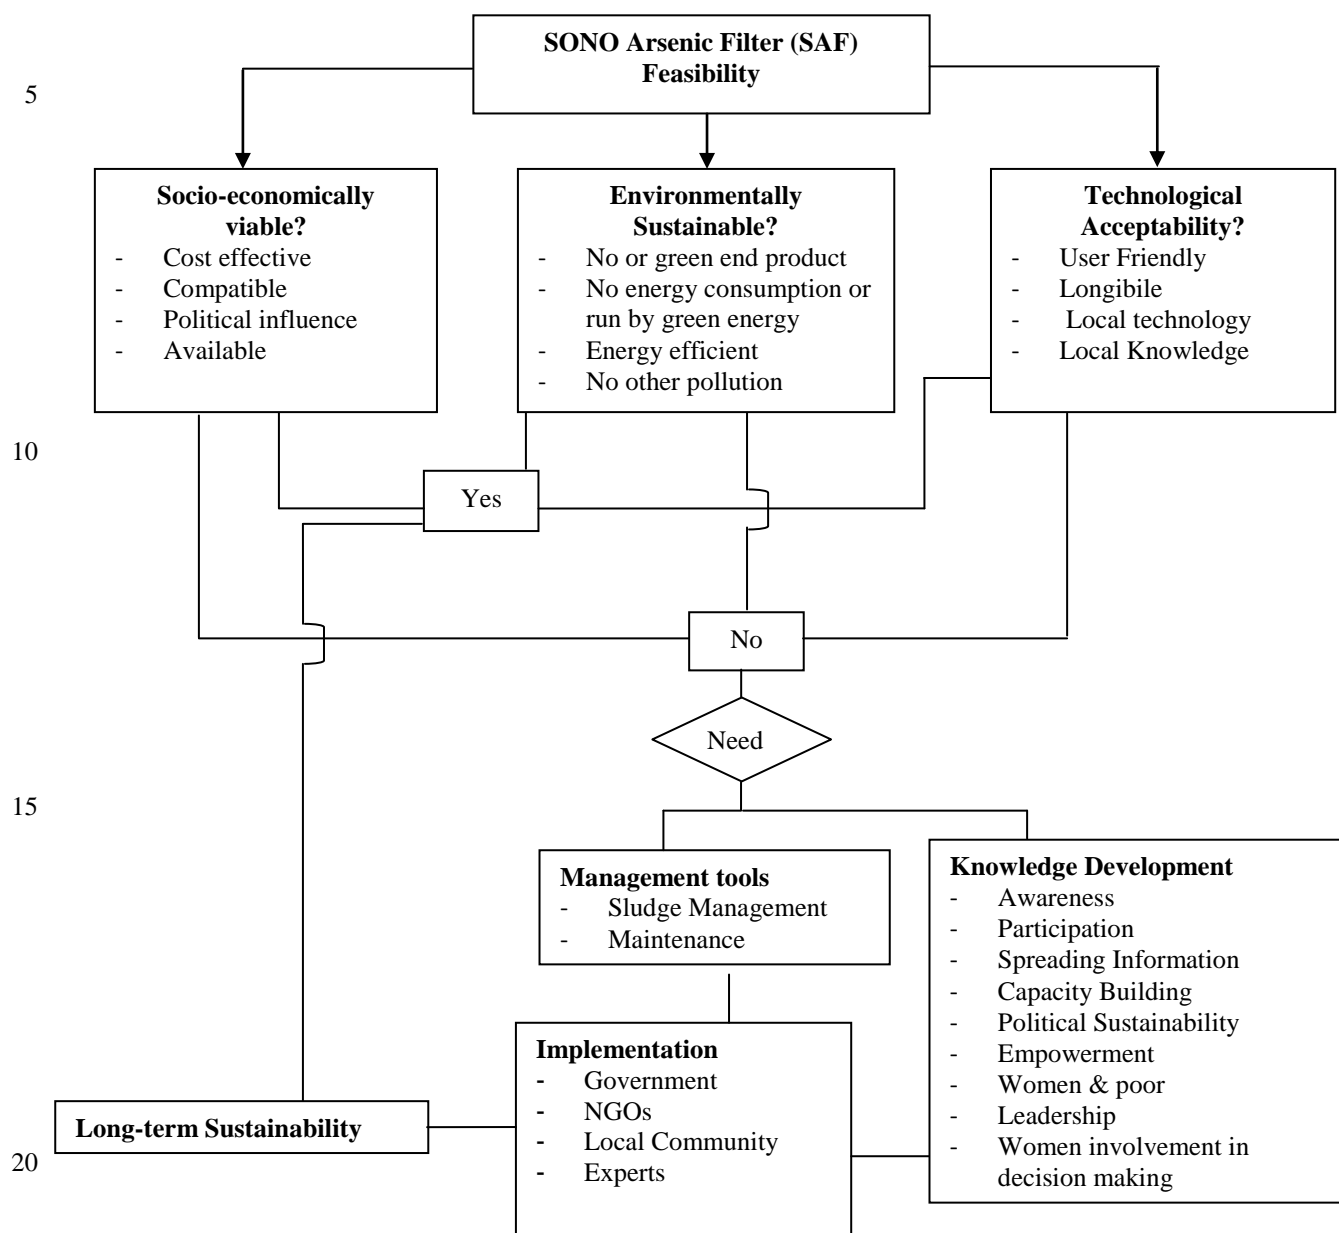 SONO Arsenic Filter (SAF)
Feasibility
5
Socio-economically
viable?
- Cost effective
- Compatible
- Political influence
- Available
Environmentally
Sustainable?
- No or green end product
- No energy consumption or
run by green energy
- Energy efficient
- No other pollution
Technological
Acceptability?
- User Friendly
- Longibile
- Local technology
- Local Knowledge
10
Yes
No
Need
15
Management tools
- Sludge Management
- Maintenance
Knowledge Development
- Awareness
- Participation
- Spreading Information
- Capacity Building
- Political Sustainability
- Empowerment
- Women & poor
- Leadership
- Women involvement in
decision making
Implementation
- Government
- NGOs
- Local Community
- Experts
Long-term Sustainability
20